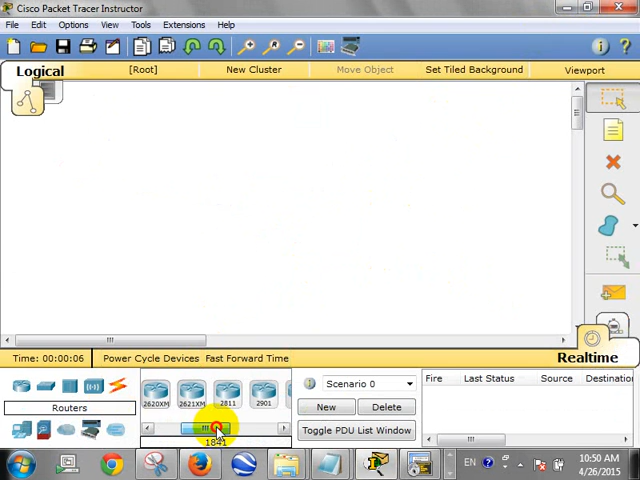 Cisco Packet Tracer Instructor
File Edit Options View Tools Extensions Help
Logical [Root] New Cluster Move Object Set Tiled Background Viewport
Time: 00:00:06 Power Cycle Devices Fast Forward Time Realtime
Scenario 0
Fire Last Status Source Destination
2620XM 2621XM 2811 2901
Routers
New Delete
Toggle PDU List Window
1841
EN
10:50 AM
4/26/2015